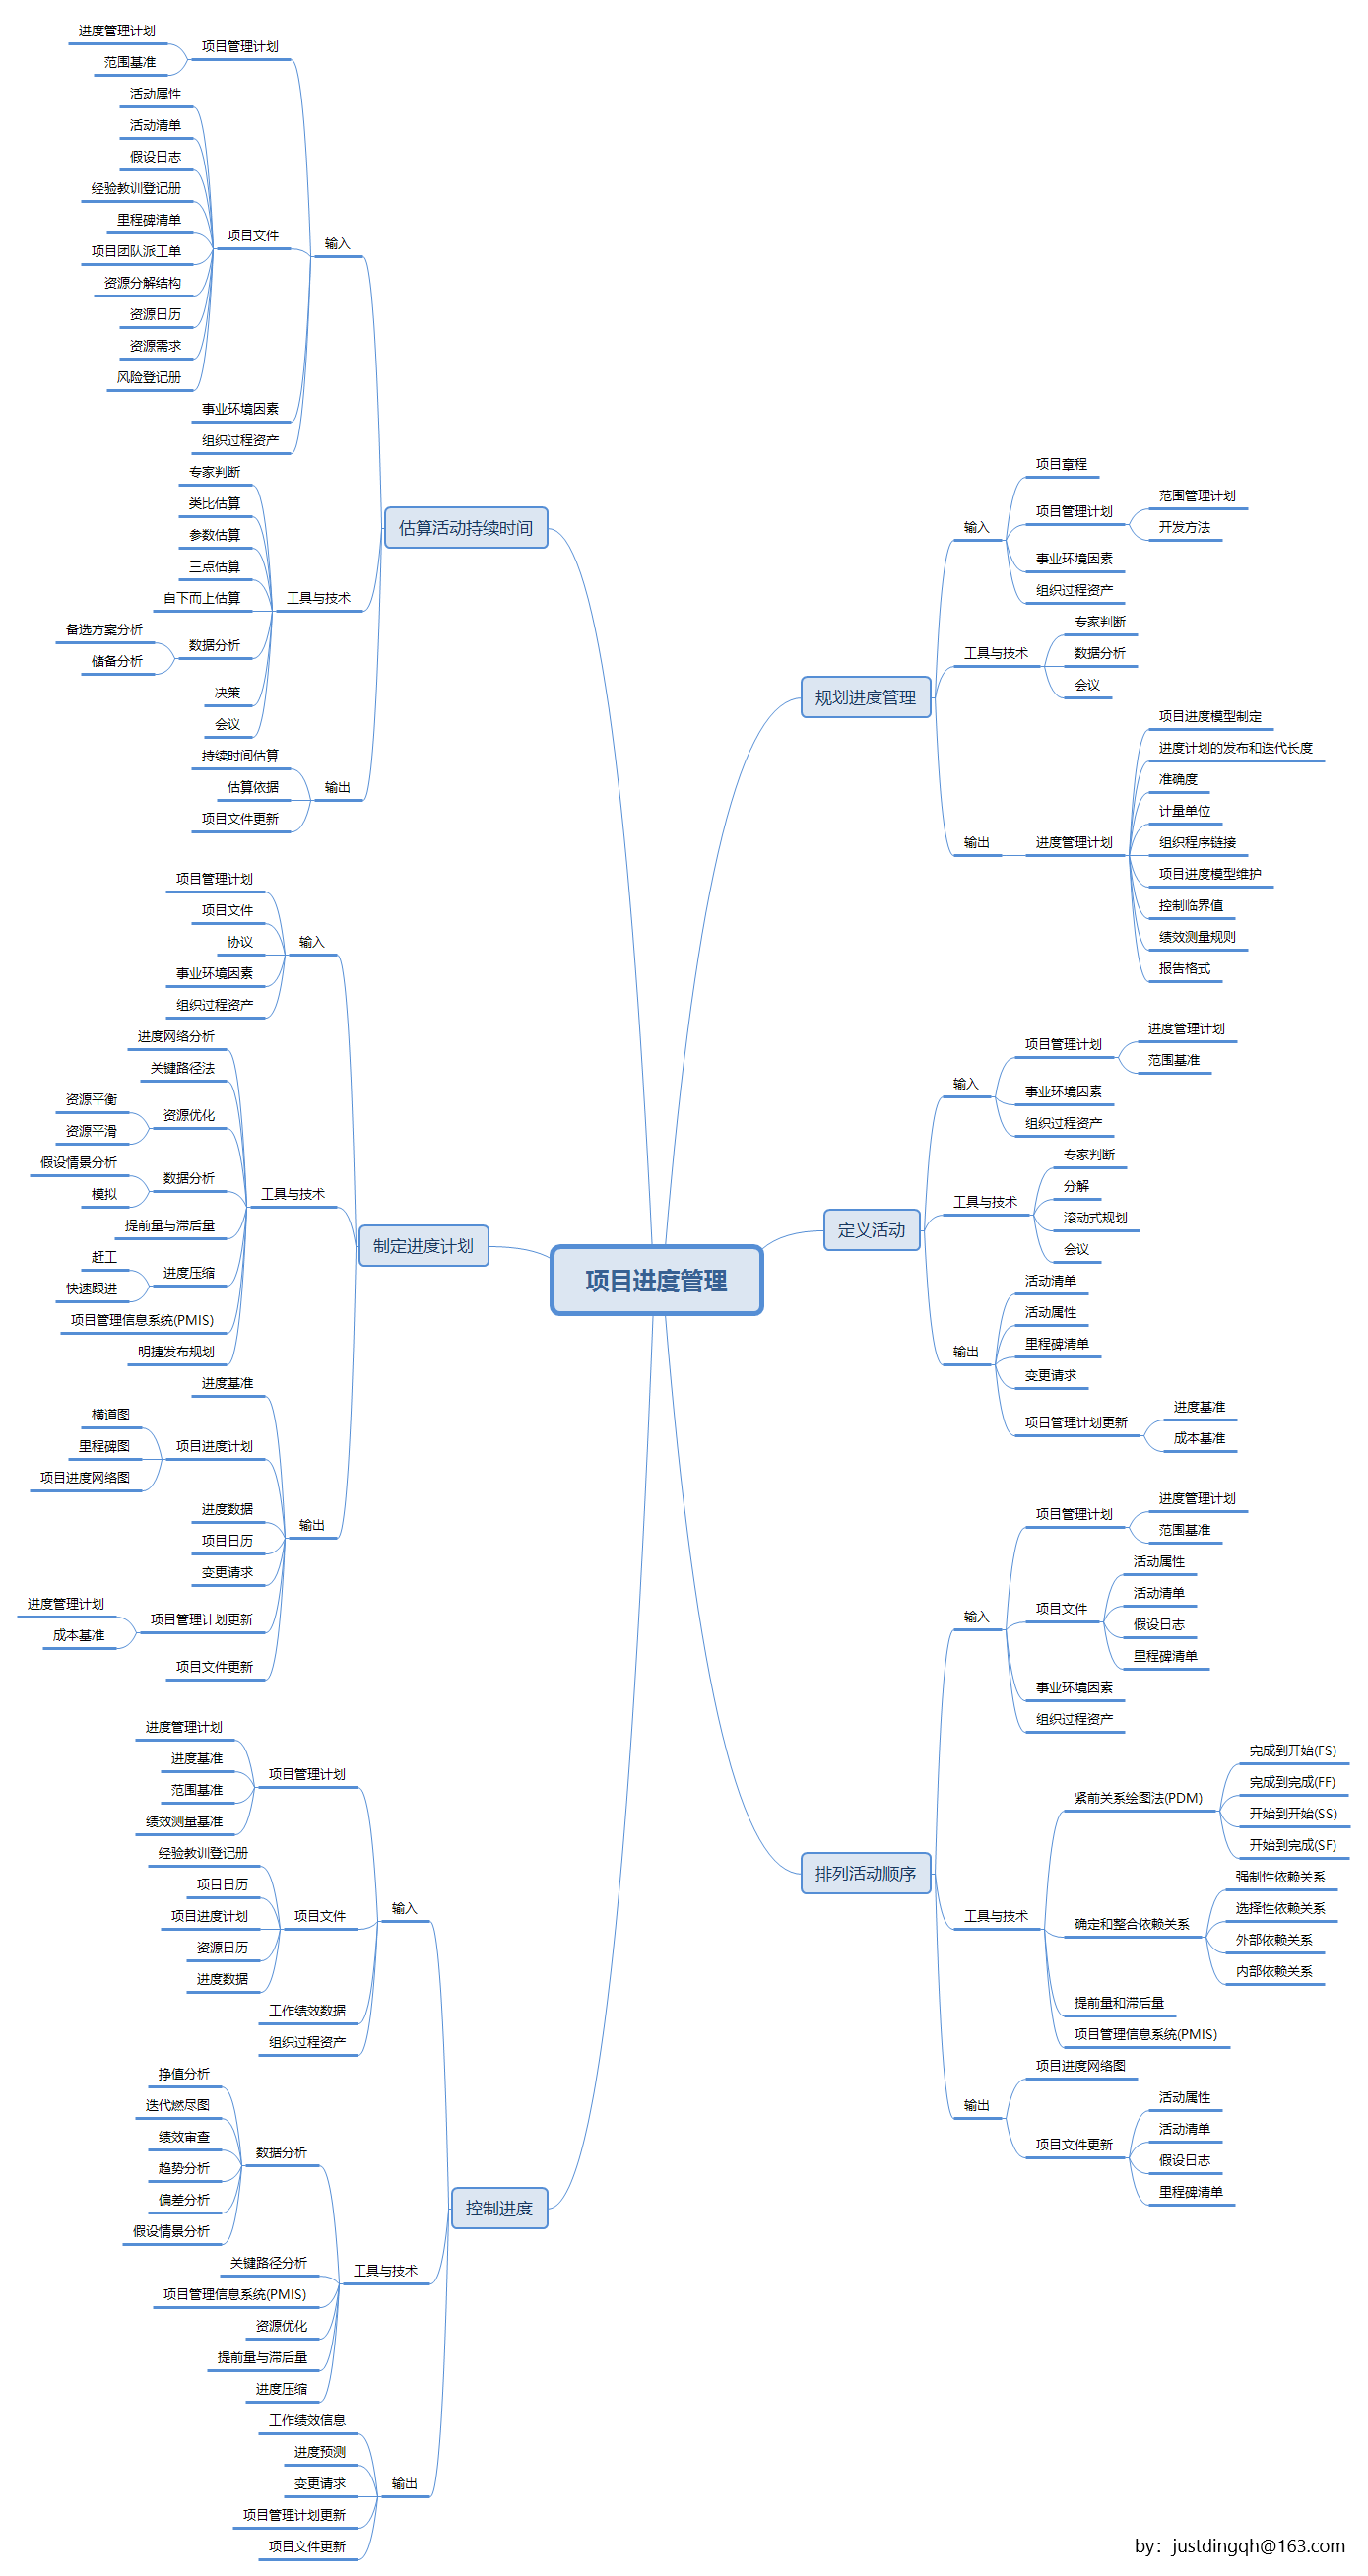 项目进度管理
估算活动持续时间
输入
项目管理计划
进度管理计划
范围基准
项目文件
活动属性
活动清单
假设日志
经验教训登记册
里程碑清单
项目团队派工单
资源分解结构
资源日历
资源需求
风险登记册
事业环境因素
组织过程资产
工具与技术
专家判断
类比估算
参数估算
三点估算
自下而上估算
数据分析
备选方案分析
储备分析
决策
会议
输出
持续时间估算
估算依据
项目文件更新
制定进度计划
输入
项目管理计划
项目文件
协议
事业环境因素
组织过程资产
工具与技术
进度网络分析
关键路径法
资源优化
资源平衡
资源平滑
数据分析
假设情景分析
模拟
提前量与滞后量
进度压缩
赶工
快速跟进
项目管理信息系统(PMIS)
明捷发布规划
输出
进度基准
项目进度计划
横道图
里程碑图
项目进度网络图
进度数据
项目日历
变更请求
项目管理计划更新
进度管理计划
成本基准
项目文件更新
控制进度
输入
项目管理计划
进度管理计划
进度基准
范围基准
绩效测量基准
项目文件
经验教训登记册
项目日历
项目进度计划
资源日历
进度数据
工作绩效数据
组织过程资产
工具与技术
数据分析
挣值分析
迭代燃尽图
绩效审查
趋势分析
偏差分析
假设情景分析
关键路径分析
项目管理信息系统(PMIS)
资源优化
提前量与滞后量
进度压缩
输出
工作绩效信息
进度预测
变更请求
项目管理计划更新
项目文件更新
规划进度管理
输入
项目章程
项目管理计划
范围管理计划
开发方法
事业环境因素
组织过程资产
工具与技术
专家判断
数据分析
会议
输出
进度管理计划
项目进度模型制定
进度计划的发布和迭代长度
准确度
计量单位
组织程序链接
项目进度模型维护
控制临界值
绩效测量规则
报告格式
定义活动
输入
项目管理计划
进度管理计划
范围基准
事业环境因素
组织过程资产
工具与技术
专家判断
分解
滚动式规划
会议
输出
活动清单
活动属性
里程碑清单
变更请求
项目管理计划更新
进度基准
成本基准
排列活动顺序
输入
项目管理计划
进度管理计划
范围基准
项目文件
活动属性
活动清单
假设日志
里程碑清单
事业环境因素
组织过程资产
工具与技术
紧前关系绘图法(PDM)
完成到开始(FS)
完成到完成(FF)
开始到开始(SS)
开始到完成(SF)
确定和整合依赖关系
强制性依赖关系
选择性依赖关系
外部依赖关系
内部依赖关系
提前量和滞后量
项目管理信息系统(PMIS)
输出
项目进度网络图
项目文件更新
活动属性
活动清单
假设日志
里程碑清单
by：justdingqh@163.com